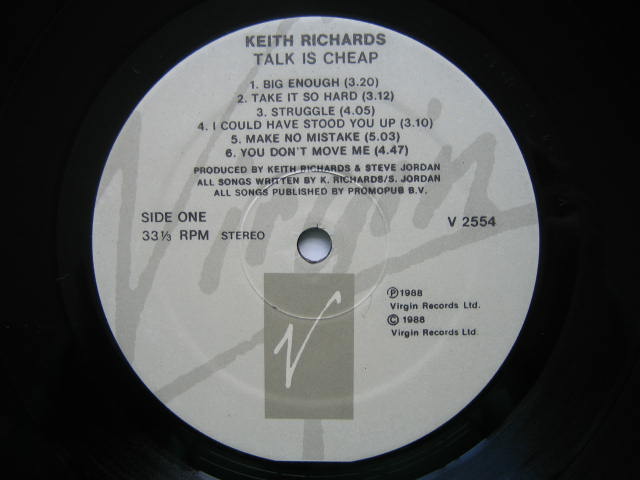 KEITH RICHARDS
TALK IS CHEAP
1. BIG ENOUGH (3.20)
2. TAKE IT SO HARD (3.12)
3. STRUGGLE (4.05)
4. I COULD HAVE STOOD YOU UP (3.10)
5. MAKE NO MISTAKE (5.03)
6. YOU DON'T MOVE ME (4.47)
PRODUCED BY KEITH RICHARDS & STEVE JORDAN
ALL SONGS WRITTEN BY K. RICHARDS/S. JORDAN
ALL SONGS PUBLISHED BY PROMOPUB B.V.
SIDE ONE
33⅓ RPM STEREO
V 2554
Virgin
V
℗1988
Virgin Records Ltd.
© 1988
Virgin Records Ltd.